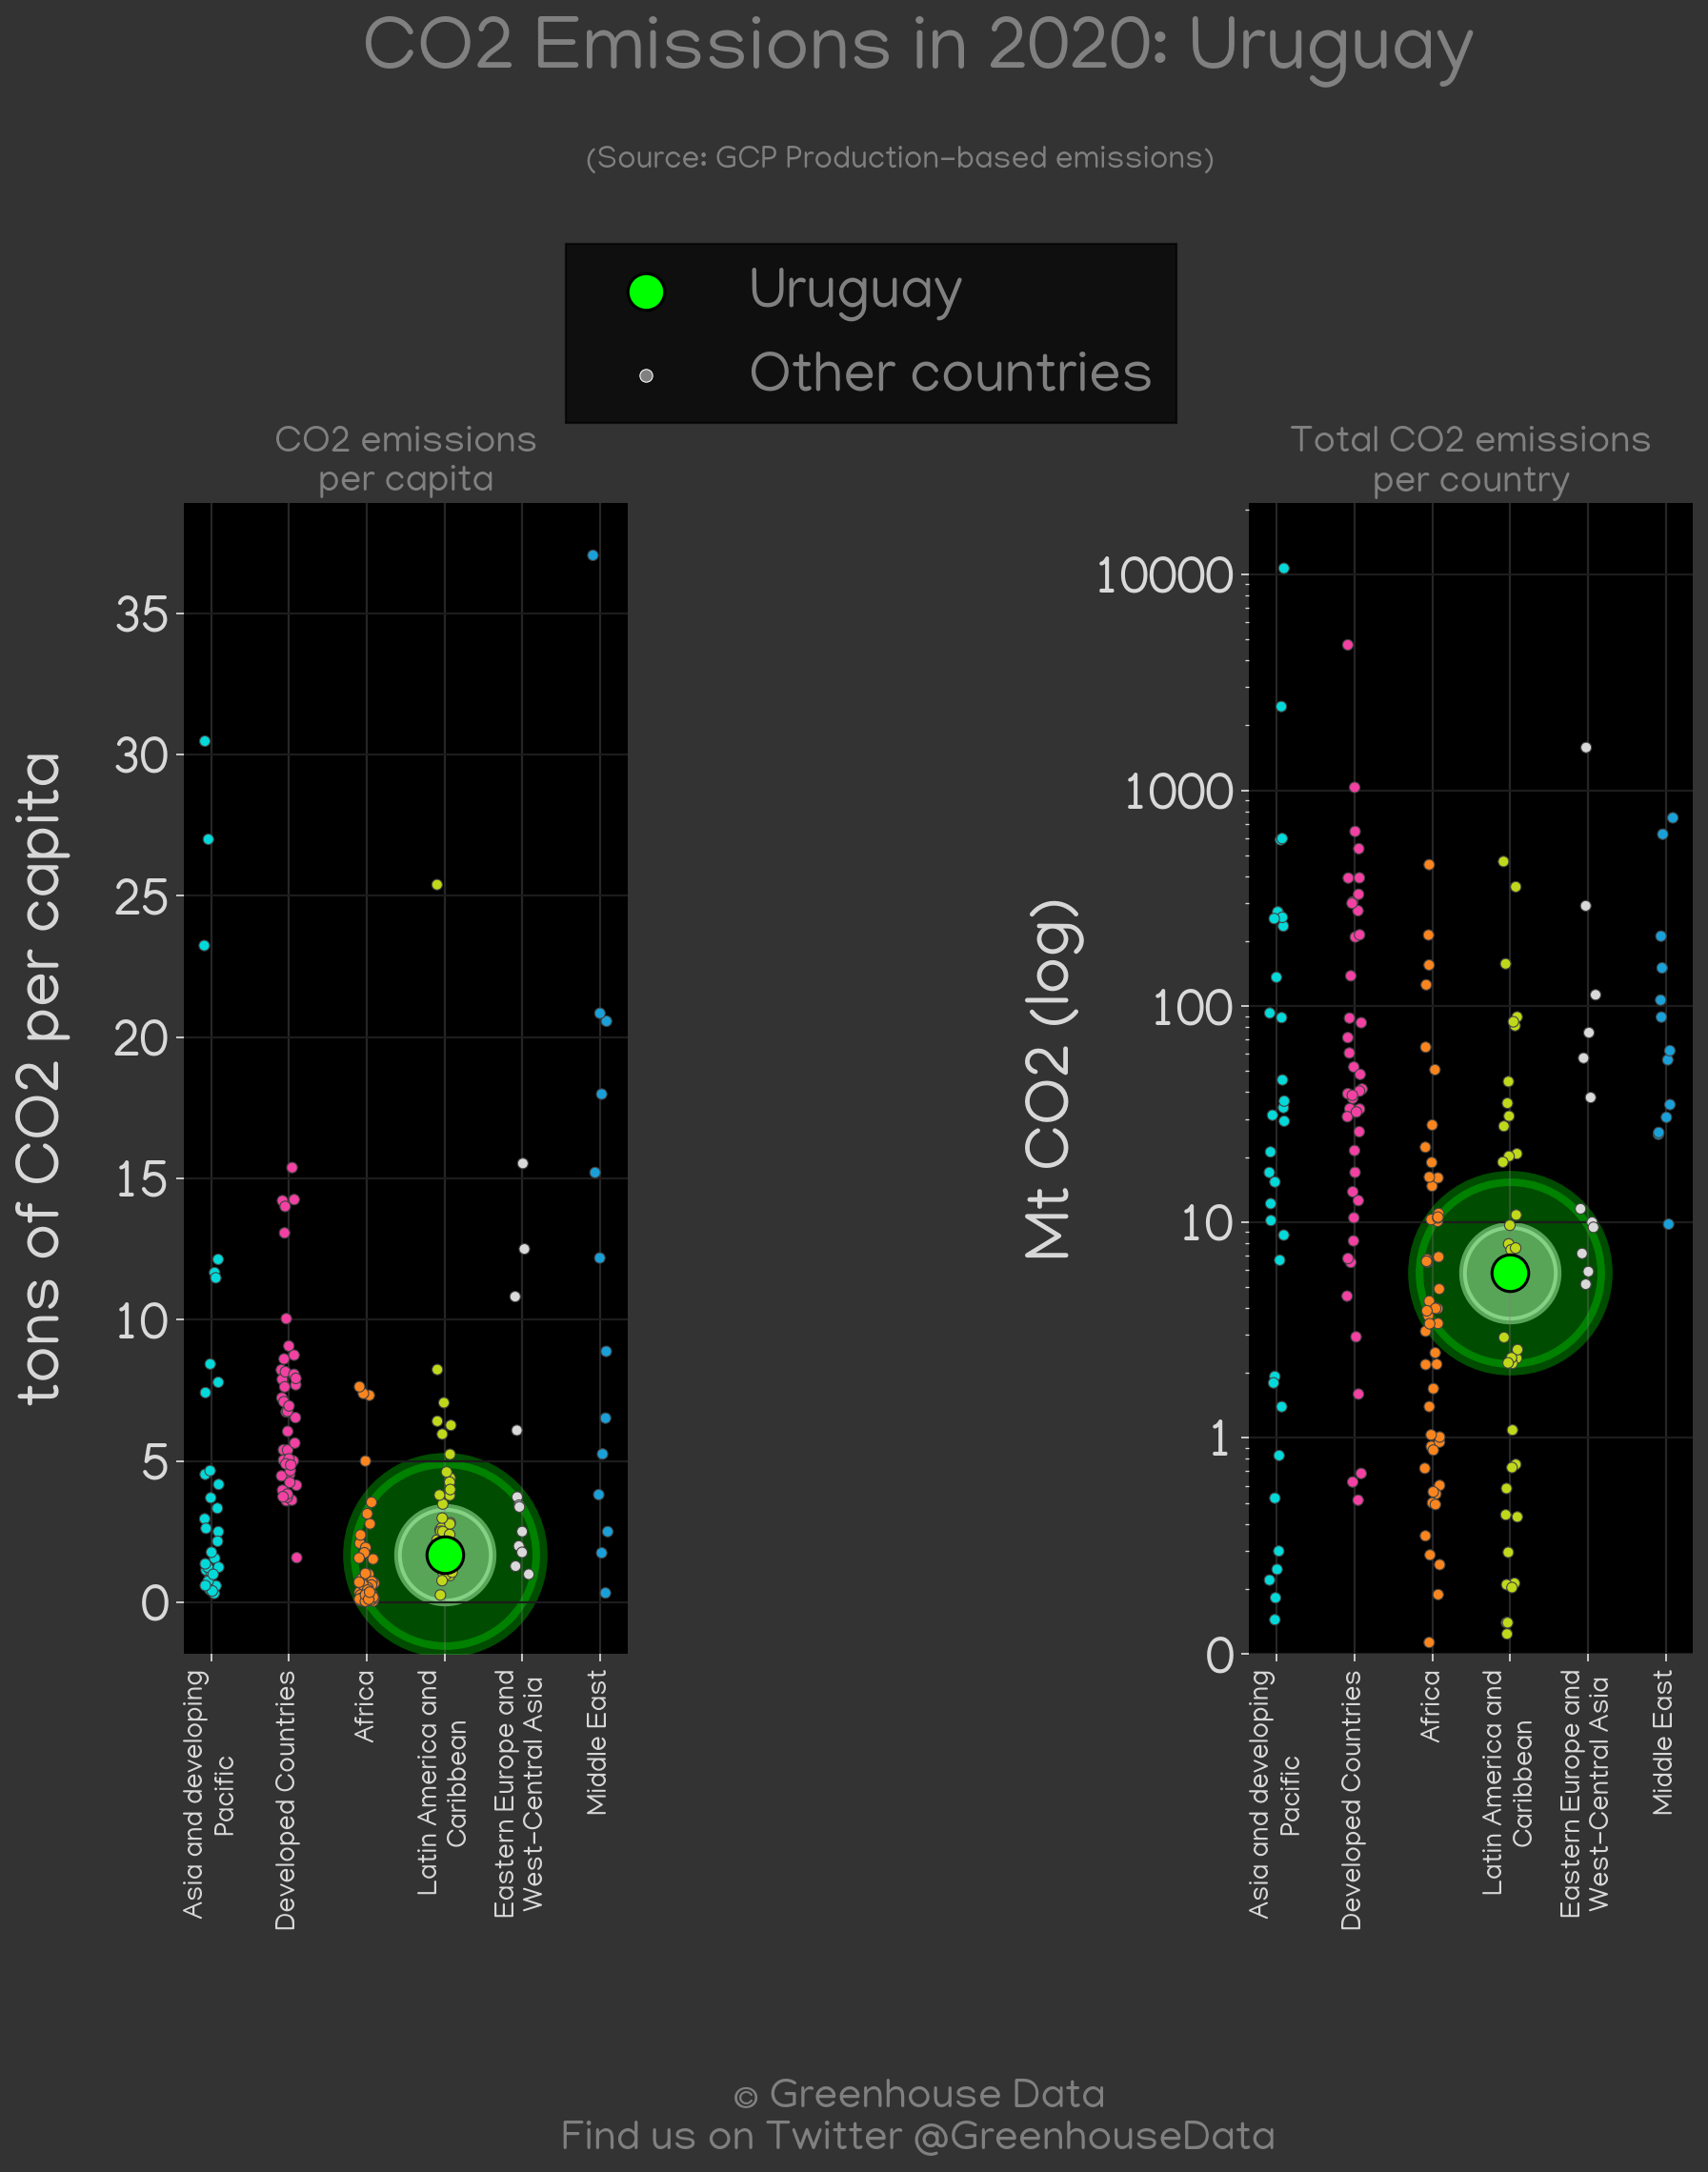 CO2 Emissions in 2020: Uruguay
(Source: GCP Production-based emissions)
Uruguay
Other countries
CO2 emissions
per capita
tons of CO2 per capita
35
30
25
20
15
10
5
0
Asia and developing
Pacific
Developed Countries
Africa
Latin America and
Caribbean
Eastern Europe and
West-Central Asia
Middle East
Total CO2 emissions
per country
Mt CO2 (log)
10000
1000
100
10
1
0
Asia and developing
Pacific
Developed Countries
Africa
Latin America and
Caribbean
Eastern Europe and
West-Central Asia
Middle East
© Greenhouse Data
Find us on Twitter @GreenhouseData